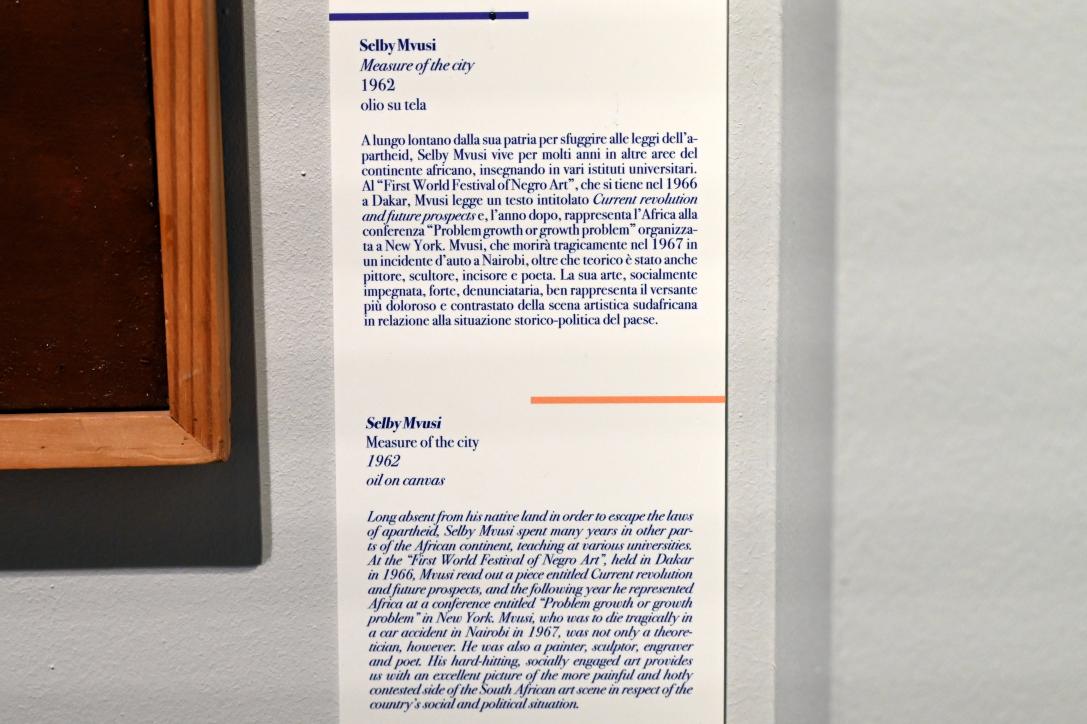 Selby Mvusi
Measure of the city
1962
olio su tela
A lungo lontano dalla sua patria per sfuggire alle leggi dell'a-
partheid, Selby Mvusi vive per molti anni in altre aree del
continente africano, insegnando in vari istituti universitari.
Al "First World Festival of Negro Art", che si tiene nel 1966
a Dakar, Mvusi legge un testo intitolato Current revolution
and future prospects e, l'anno dopo, rappresenta l'Africa alla
conferenza "Problem growth or growth problem" organizza-
ta a New York. Mvusi, che morirà tragicamente nel 1967 in
un incidente d'auto a Nairobi, oltre che teorico è stato anche
pittore, scultore, incisore e poeta. La sua arte, socialmente
impegnata, forte, denunciataria, ben rappresenta il versante
più doloroso e contrastato della scena artistica sudafricana
in relazione alla situazione storico-politica del paese.
Selby Mvusi
Measure of the city
1962
oil on canvas
Long absent from his native land in order to escape the laws
of apartheid, Selby Mvusi spent many years in other par-
ts of the African continent, teaching at various universities.
At the "First World Festival of Negro Art", held in Dakar
in 1966, Mvusi read out a piece entitled Current revolution
and future prospects, and the following year he represented
Africa at a conference entitled "Problem growth or growth
problem" in New York. Mvusi, who was to die tragically in
a car accident in Nairobi in 1967, was not only a theore-
tician, however. He was also a painter, sculptor, engraver
and poet. His hard-hitting, socially engaged art provides
us with an excellent picture of the more painful and hotly
contested side of the South African art scene in respect of the
country's social and political situation.